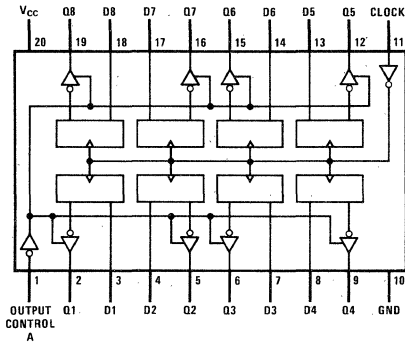 VCC Q8 D8 D7 Q7 Q6 D6 D5 Q5 CLOCK
20 19 18 17 16 15 14 13 12 11
1 2 3 4 5 6 7 8 9 10
OUTPUT CONTROL A Q1 D1 D2 Q2 Q3 D3 D4 Q4 GND